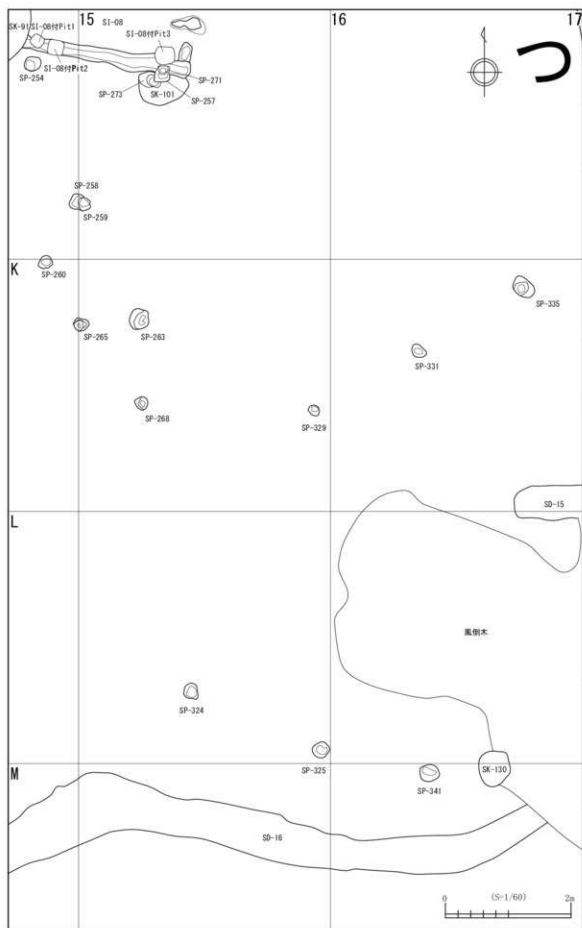 15
16
17
つ
SK-91
SI-08付Pit1
SI-08
SI-08付Pit3
SP-254
SI-08付Pit2
SP-271
SP-273
SK-101
SP-257
SP-258
SP-259
K
SP-260
SP-335
SP-265
SP-263
SP-331
SP-268
SP-329
L
SD-15
風倒木
SP-324
M
SP-325
SP-341
SK-130
SD-16
0 (S=1/60) 2m